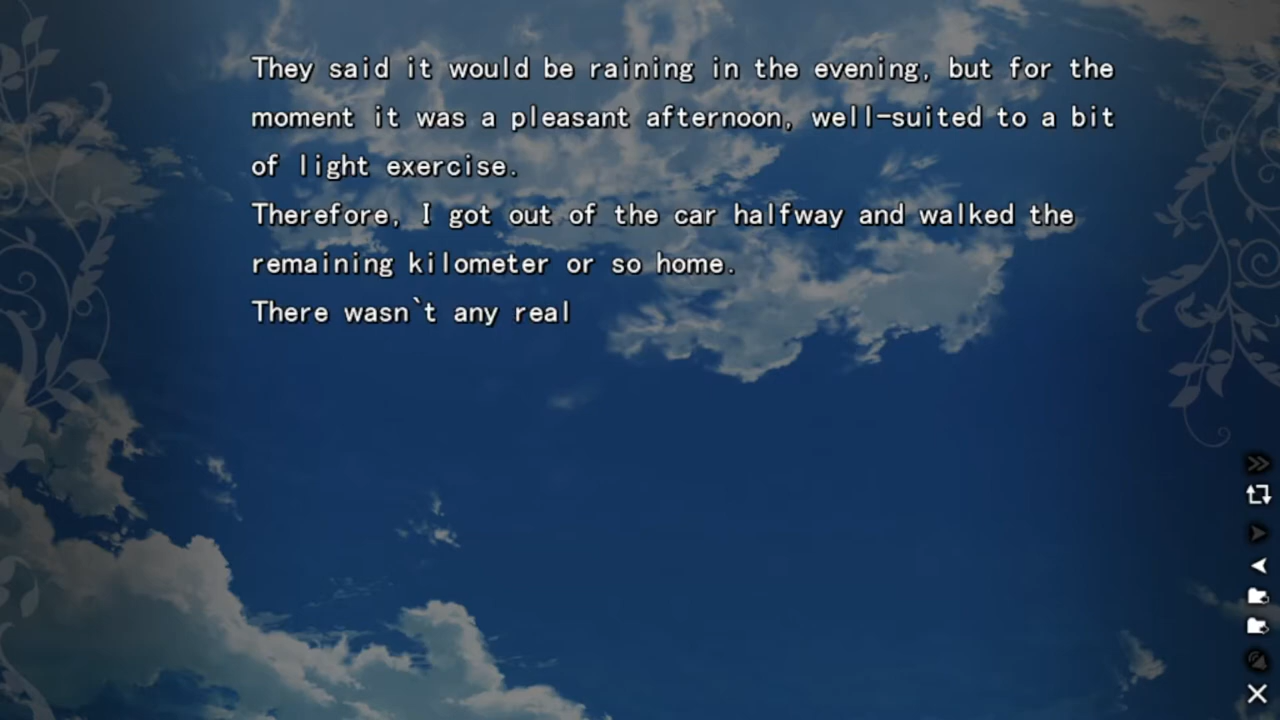 They said it would be raining in the evening, but for the
moment it was a pleasant afternoon, well-suited to a bit
of light exercise.
Therefore, I got out of the car halfway and walked the
remaining kilometer or so home.
There wasn`t any real